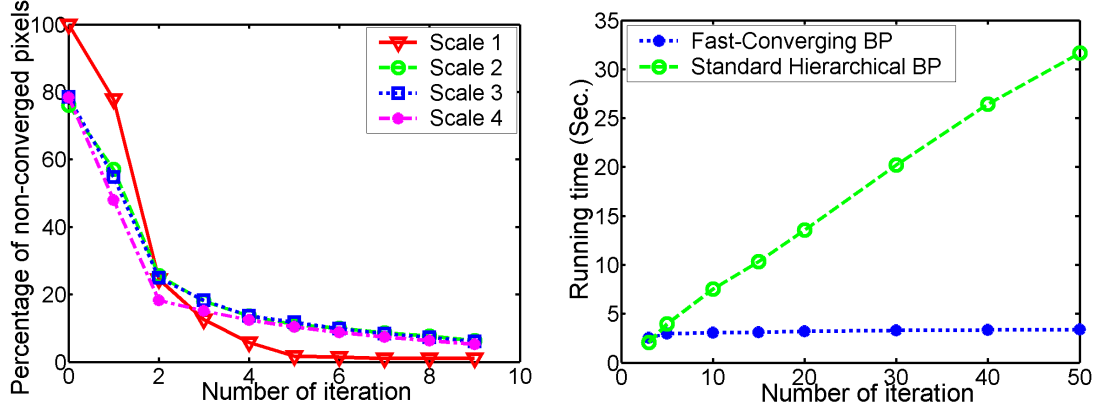 100
80
60
40
20
0
0
2
4
6
8
10
Percentage of non-converged pixels
Number of iteration
Scale 1
Scale 2
Scale 3
Scale 4
35
30
25
20
15
10
5
0
0
10
20
30
40
50
Running time (Sec.)
Number of iteration
Fast-Converging BP
Standard Hierarchical BP